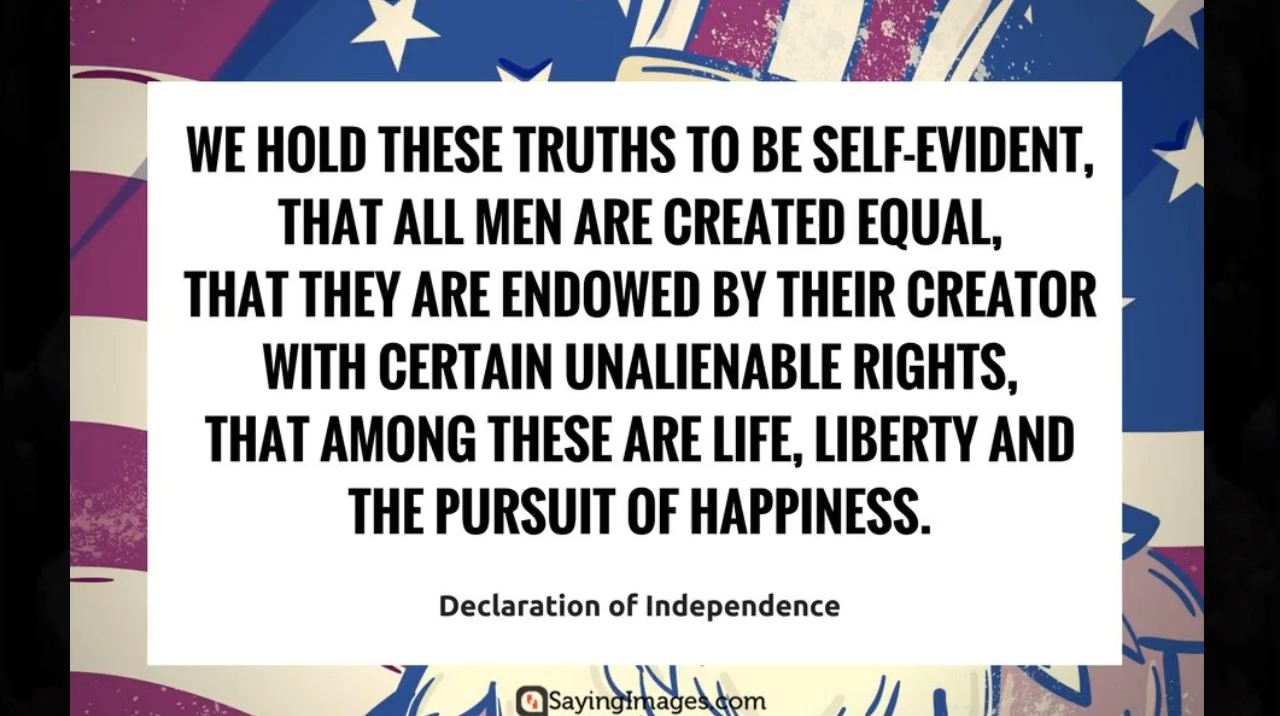 WE HOLD THESE TRUTHS TO BE SELF-EVIDENT,
THAT ALL MEN ARE CREATED EQUAL,
THAT THEY ARE ENDOWED BY THEIR CREATOR
WITH CERTAIN UNALIENABLE RIGHTS,
THAT AMONG THESE ARE LIFE, LIBERTY AND
THE PURSUIT OF HAPPINESS.
Declaration of Independence
SayingImages.com